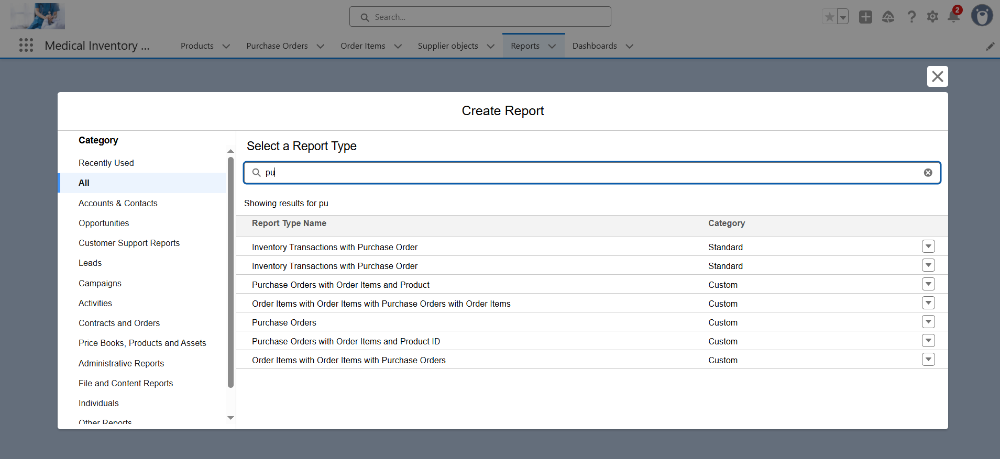 Search...
2
Medical Inventory ...
Products
Purchase Orders
Order Items
Supplier objects
Reports
Dashboards
Create Report
Category
Recently Used
All
Accounts & Contacts
Opportunities
Customer Support Reports
Leads
Campaigns
Activities
Contracts and Orders
Price Books, Products and Assets
Administrative Reports
File and Content Reports
Individuals
Other Reports
Select a Report Type
pu
Showing results for pu
Report Type Name Category
Inventory Transactions with Purchase Order Standard
Inventory Transactions with Purchase Order Standard
Purchase Orders with Order Items and Product Custom
Order Items with Order Items with Purchase Orders with Order Items Custom
Purchase Orders Custom
Purchase Orders with Order Items and Product ID Custom
Order Items with Order Items with Purchase Orders Custom